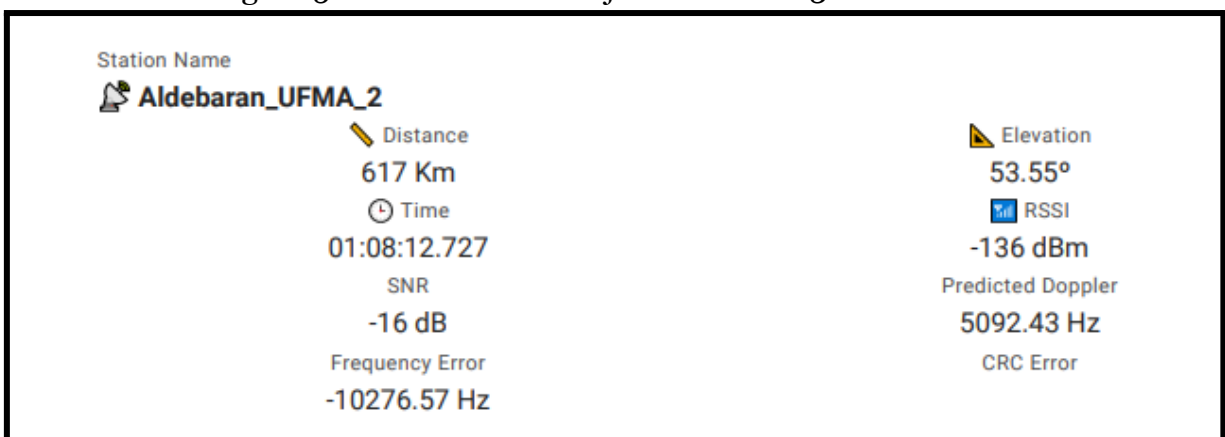 Station Name
Aldebaran_UFMA_2
Distance
Elevation
617 Km
53.55º
Time
RSSI
01:08:12.727
-136 dBm
SNR
Predicted Doppler
-16 dB
5092.43 Hz
Frequency Error
CRC Error
-10276.57 Hz